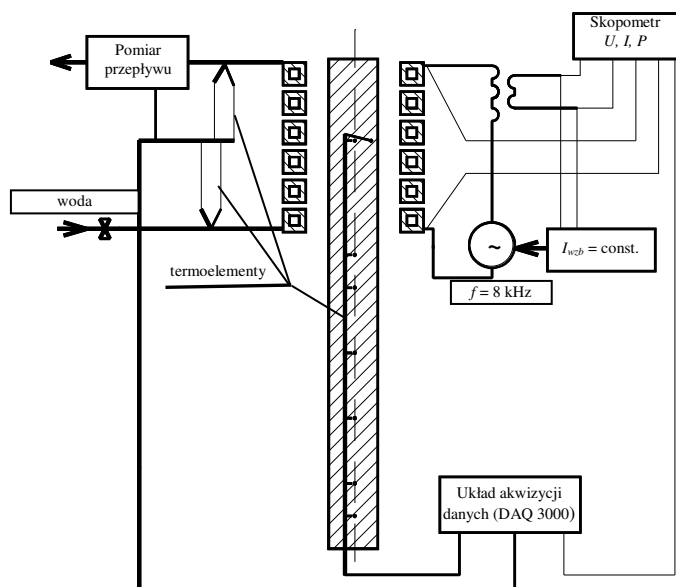 Pomiar
przepływu
Skopometr
U, I, P
woda
termoelementy
~
I_wzb = const.
f = 8 kHz
Układ akwizycji
danych (DAQ 3000)